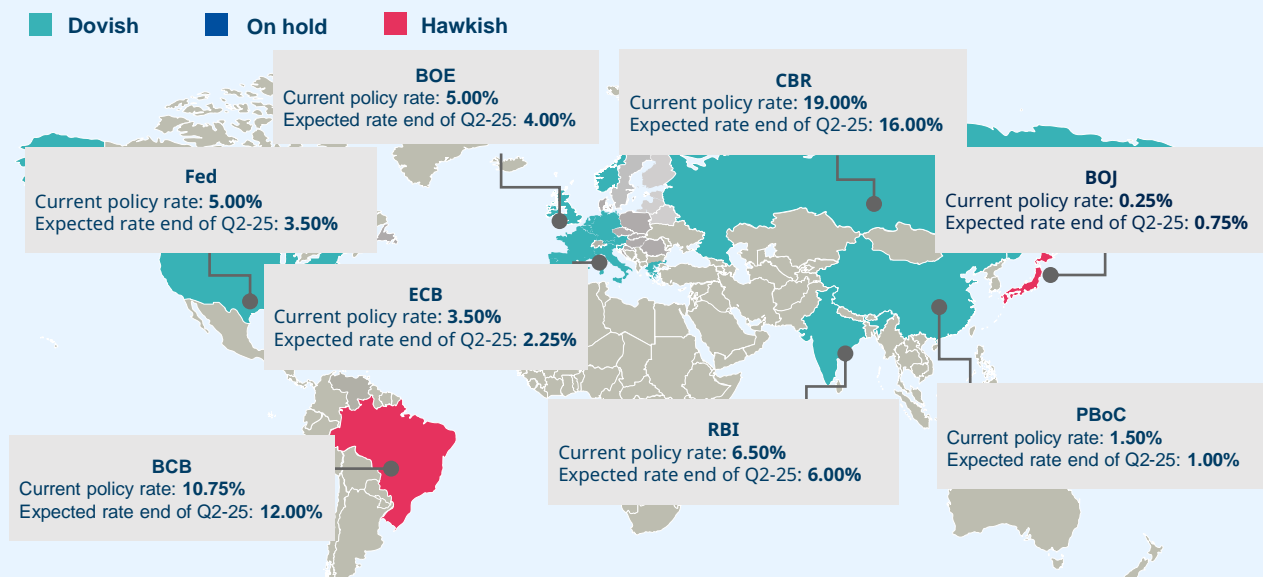 Dovish
On hold
Hawkish
BOE
Current policy rate: 5.00%
Expected rate end of Q2-25: 4.00%
CBR
Current policy rate: 19.00%
Expected rate end of Q2-25: 16.00%
Fed
Current policy rate: 5.00%
Expected rate end of Q2-25: 3.50%
BOJ
Current policy rate: 0.25%
Expected rate end of Q2-25: 0.75%
ECB
Current policy rate: 3.50%
Expected rate end of Q2-25: 2.25%
RBI
Current policy rate: 6.50%
Expected rate end of Q2-25: 6.00%
PBoC
Current policy rate: 1.50%
Expected rate end of Q2-25: 1.00%
BCB
Current policy rate: 10.75%
Expected rate end of Q2-25: 12.00%